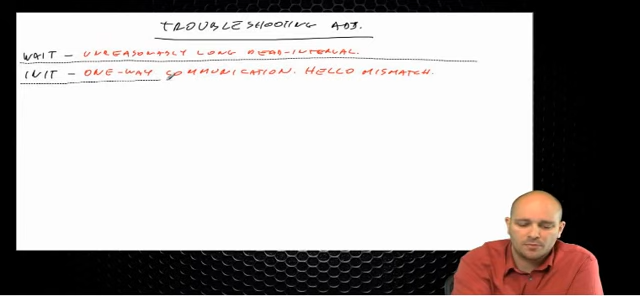 TROUBLESHOOTING ADJ.
WAIT - UNREASONABLY LONG DEAD-INTERVAL.
INIT - ONE-WAY COMMUNICATION. HELLO MISMATCH.